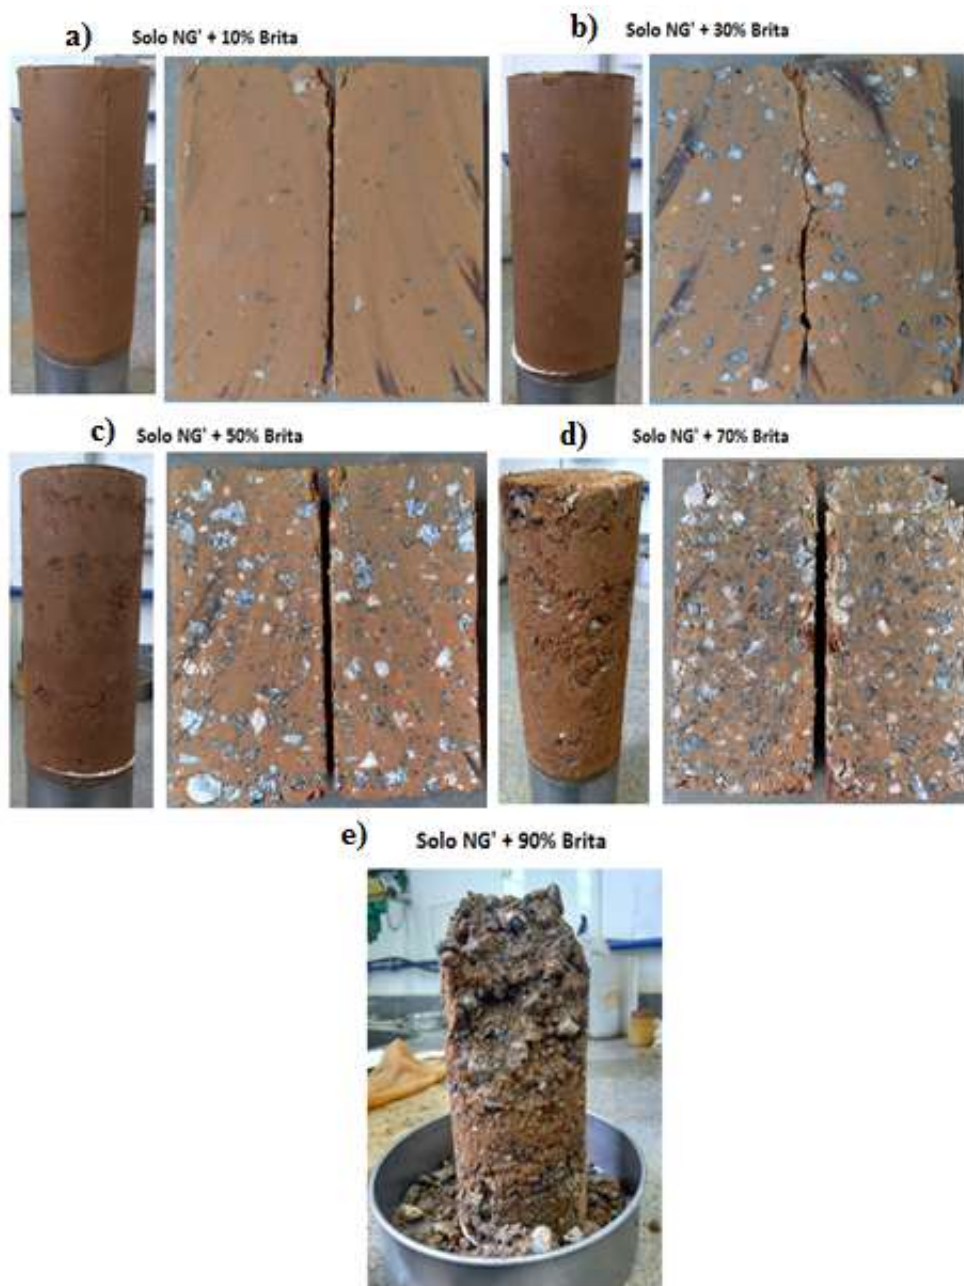 a) Solo NG' + 10% Brita
b) Solo NG' + 30% Brita
c) Solo NG' + 50% Brita
d) Solo NG' + 70% Brita
e) Solo NG' + 90% Brita